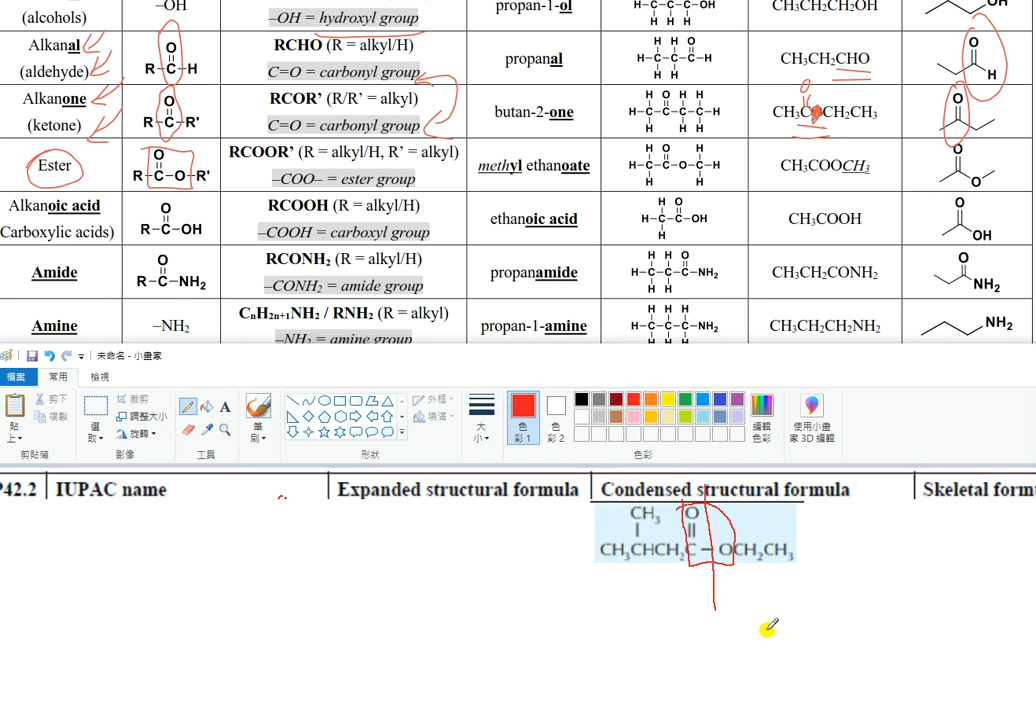 (alcohols) –OH –OH = hydroxyl group propan-1-ol H–C–C–C–OH CH₃CH₂CH₂OH OH
H H H
Alkanal O RCHO (R = alkyl/H) H H O
(aldehyde) R–C–H C=O = carbonyl group propanal H–C–C–C–H CH₃CH₂CHO O H
H H
Alkanone O RCOR’ (R/R’ = alkyl) H O H H
(ketone) R–C–R' C=O = carbonyl group butan-2-one H–C–C–C–C–H CH₃COCH₂CH₃ O
H H H
Ester O RCOOR’ (R = alkyl/H, R’ = alkyl) H O H
R–C–O–R' –COO– = ester group methyl ethanoate H–C–C–O–C–H CH₃COOCH₃ O O
H H
Alkanoic acid O RCOOH (R = alkyl/H) H O
Carboxylic acids) R–C–OH –COOH = carboxyl group ethanoic acid H–C–C–OH CH₃COOH O OH
H
Amide O RCONH₂ (R = alkyl/H) H H O
R–C–NH₂ –CONH₂ = amide group propanamide H–C–C–C–NH₂ CH₃CH₂CONH₂ O NH₂
H H
Amine –NH₂ CₙH₂ₙ₊₁NH₂ / RNH₂ (R = alkyl) H H H
–NH₂ = amine group propan-1-amine H–C–C–C–NH₂ CH₃CH₂CH₂NH₂ NH₂
H H H
未命名 - 小畫家
檔案 常用 檢視
貼上 剪下 複製
選取 裁剪 調整大小 旋轉
A
筆刷
外框 填滿
大小
色彩 1 色彩 2
編輯色彩
使用小畫家 3D 編輯
剪貼簿 影像 工具 形狀 色彩
P42.2 IUPAC name Expanded structural formula Condensed structural formula Skeletal form
CH₃ O
CH₃CHCH₂C – OCH₂CH₃